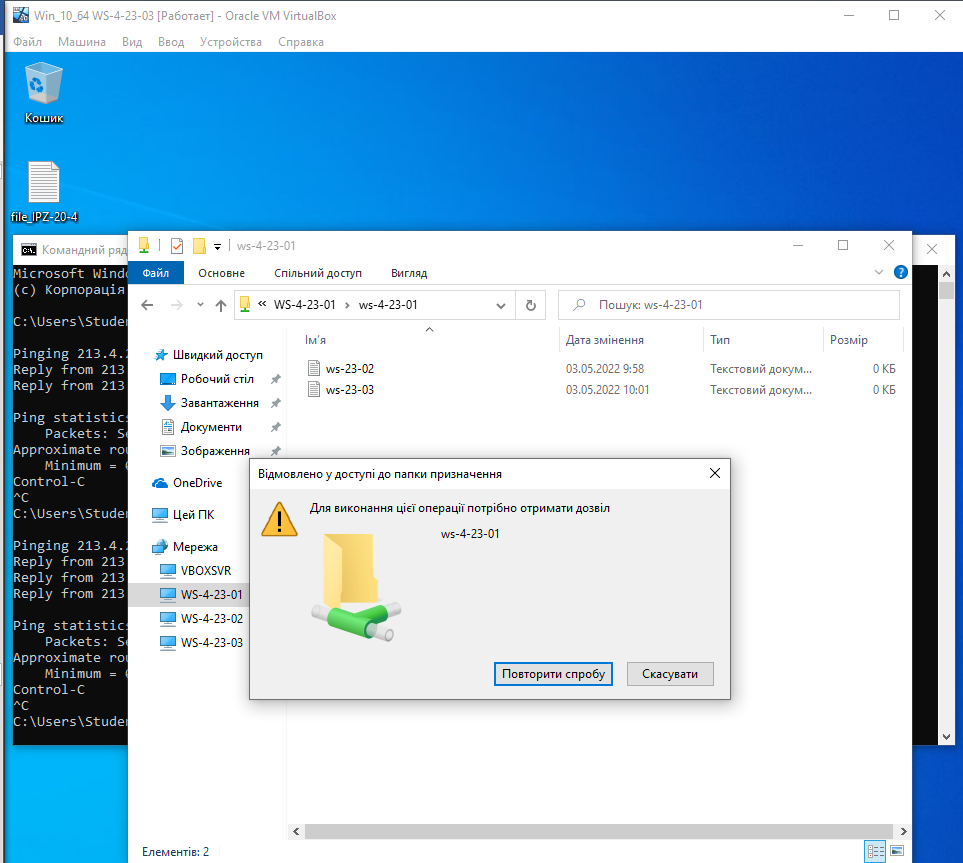 Win_10_64 WS-4-23-03 [Работает] - Oracle VM VirtualBox
Файл Машина Вид Ввод Устройства Справка
Кошик
file_IPZ-20-4
Командний ряд
Microsoft Windo
(c) Корпорація
C:\Users\Studen
Pinging 213.4.2
Reply from 213
Reply from 213
Ping statistics
Packets: Se
Approximate rou
Minimum = 0
Control-C
^C
C:\Users\Studen
Pinging 213.4.2
Reply from 213
Reply from 213
Reply from 213
Ping statistics
Packets: Se
Approximate rou
Minimum = 0
Control-C
^C
C:\Users\Studen
ws-4-23-01
Файл Основне Спільний доступ Вигляд
« WS-4-23-01 › ws-4-23-01
Пошук: ws-4-23-01
Ім'я Дата змінення Тип Розмір
ws-23-02 03.05.2022 9:58 Текстовий докум... 0 КБ
ws-23-03 03.05.2022 10:01 Текстовий докум... 0 КБ
Швидкий доступ
Робочий стіл
Завантаження
Документи
Зображення
OneDrive
Цей ПК
Мережа
VBOXSVR
WS-4-23-01
WS-4-23-02
WS-4-23-03
Відмовлено у доступі до папки призначення
Для виконання цієї операції потрібно отримати дозвіл
ws-4-23-01
Повторити спробу Скасувати
Елементів: 2